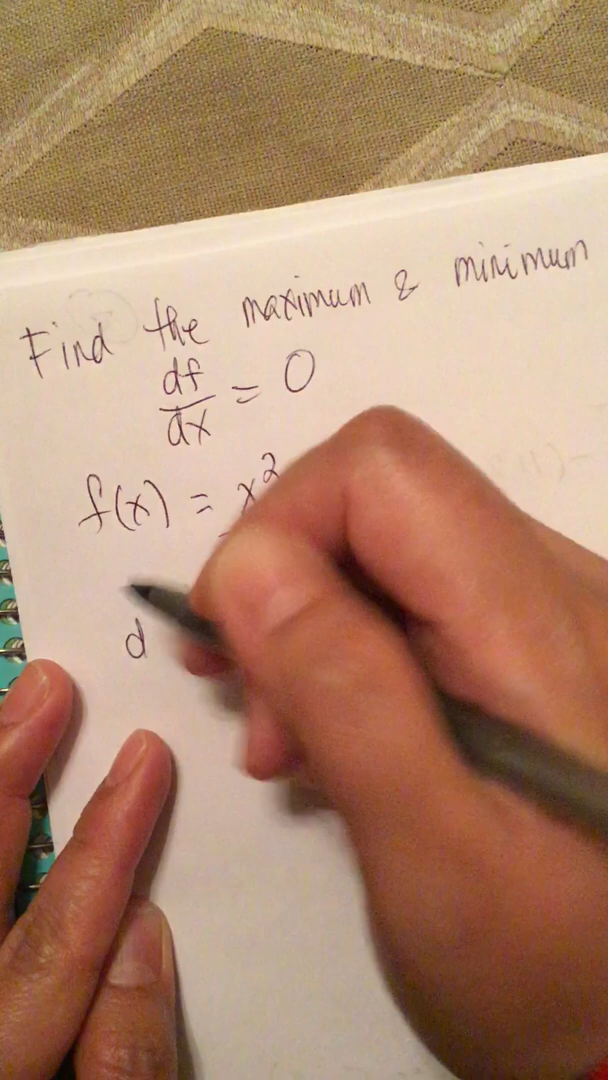 Find the maximum & minimum
df/dx = 0
f(x) = x²
d